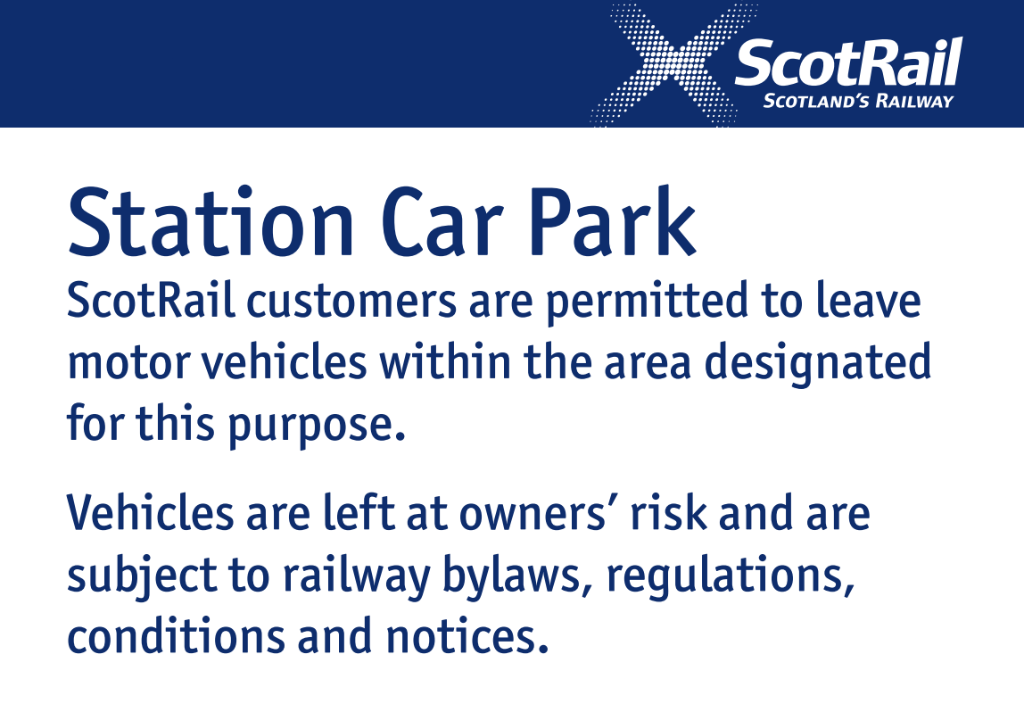 ScotRail
SCOTLAND'S RAILWAY
Station Car Park
ScotRail customers are permitted to leave
motor vehicles within the area designated
for this purpose.
Vehicles are left at owners’ risk and are
subject to railway bylaws, regulations,
conditions and notices.